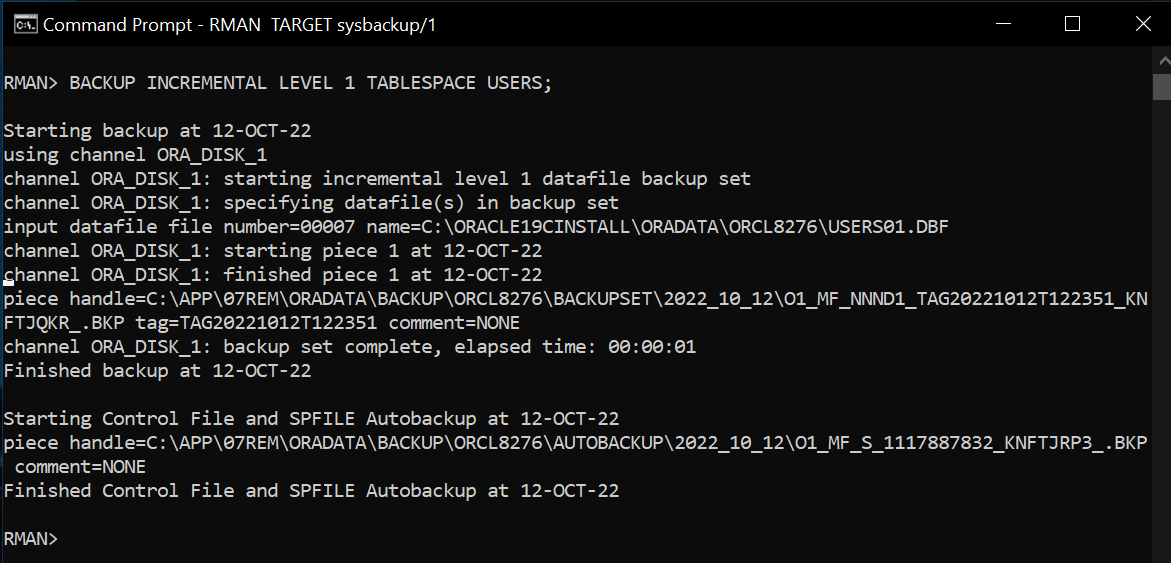 Command Prompt - RMAN  TARGET sysbackup/1
RMAN> BACKUP INCREMENTAL LEVEL 1 TABLESPACE USERS;
Starting backup at 12-OCT-22
using channel ORA_DISK_1
channel ORA_DISK_1: starting incremental level 1 datafile backup set
channel ORA_DISK_1: specifying datafile(s) in backup set
input datafile file number=00007 name=C:\ORACLE19CINSTALL\ORADATA\ORCL8276\USERS01.DBF
channel ORA_DISK_1: starting piece 1 at 12-OCT-22
channel ORA_DISK_1: finished piece 1 at 12-OCT-22
piece handle=C:\APP\07REM\ORADATA\BACKUP\ORCL8276\BACKUPSET\2022_10_12\O1_MF_NNND1_TAG20221012T122351_KN
FTJQKR_.BKP tag=TAG20221012T122351 comment=NONE
channel ORA_DISK_1: backup set complete, elapsed time: 00:00:01
Finished backup at 12-OCT-22
Starting Control File and SPFILE Autobackup at 12-OCT-22
piece handle=C:\APP\07REM\ORADATA\BACKUP\ORCL8276\AUTOBACKUP\2022_10_12\O1_MF_S_1117887832_KNFTJRP3_.BKP
 comment=NONE
Finished Control File and SPFILE Autobackup at 12-OCT-22
RMAN>